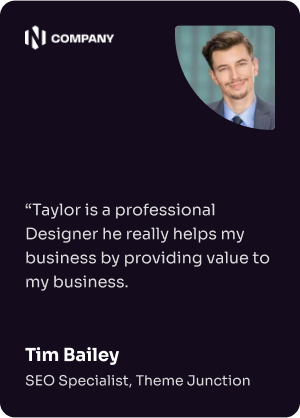 COMPANY
“Taylor is a professional
Designer he really helps my
business by providing value to
my business.
Tim Bailey
SEO Specialist, Theme Junction